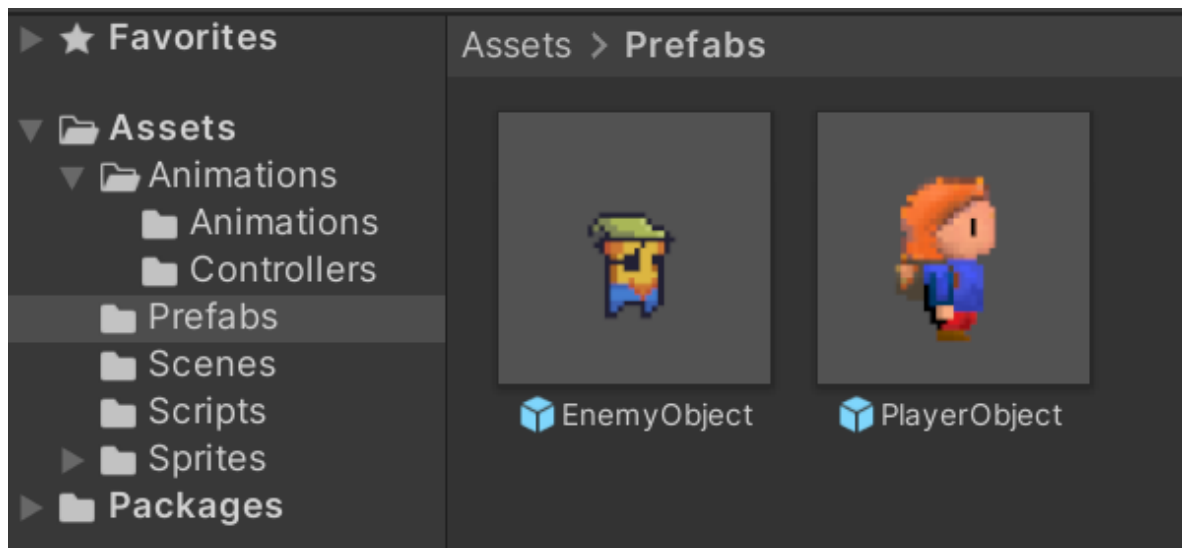 Favorites
Assets
Animations
Animations
Controllers
Prefabs
Scenes
Scripts
Sprites
Packages
Assets > Prefabs
EnemyObject
PlayerObject